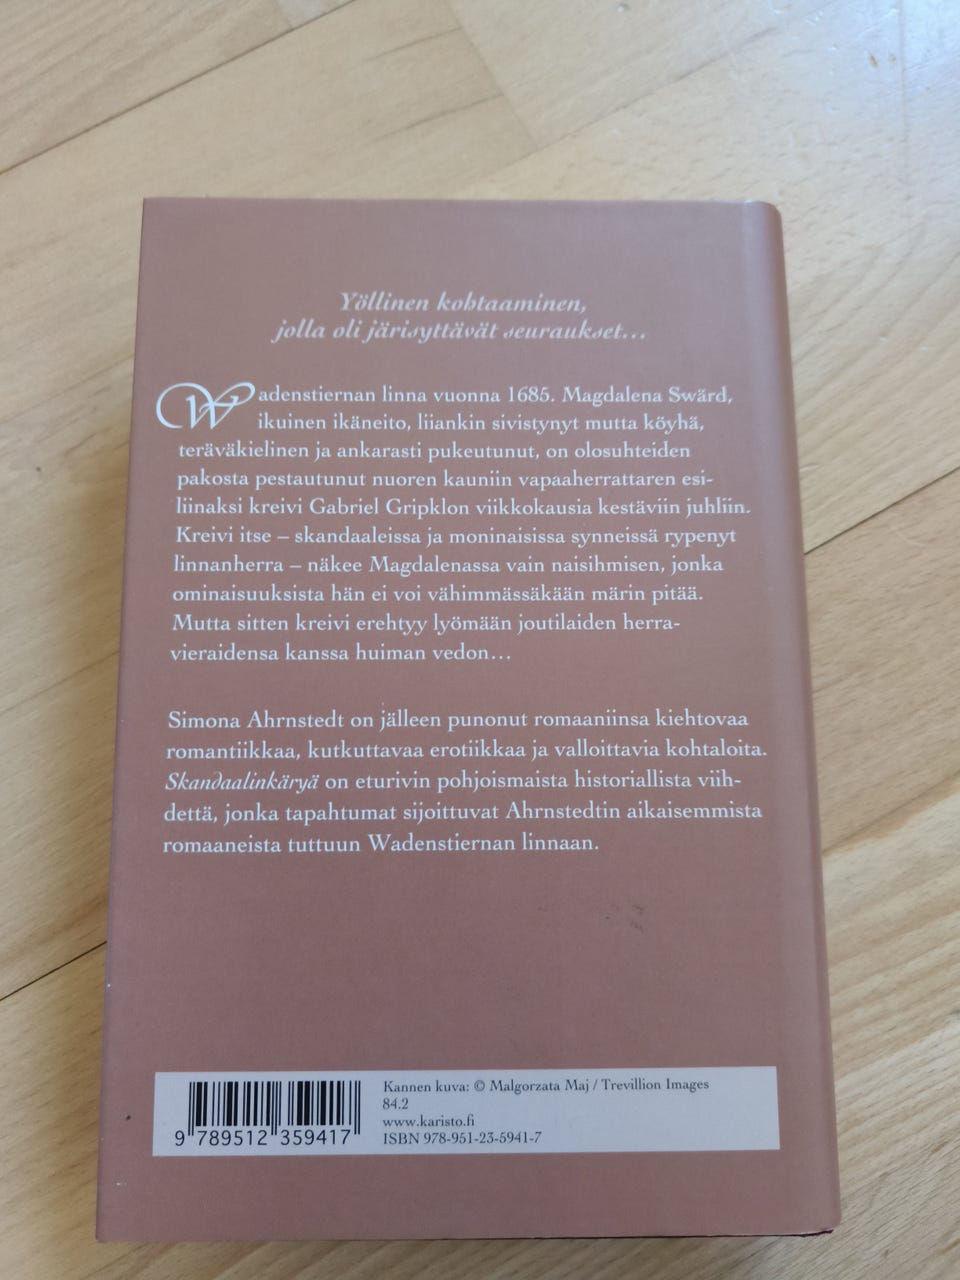 Yöllinen kohtaaminen,
jolla oli järisyttävät seuraukset...
Wadenstiernan linna vuonna 1685. Magdalena Swärd,
ikuinen ikäneito, liiankin sivistynyt mutta köyhä,
teräväkielinen ja ankarasti pukeutunut, on olosuhteiden
pakosta pestautunut nuoren kauniin vapaaherrattaren esi-
liinaksi kreivi Gabriel Gripklon viikkokausia kestäviin juhliin.
Kreivi itse – skandaaleissa ja moninaisissa synneissä rypenyt
linnanherra – näkee Magdalenassa vain naisihmisen, jonka
ominaisuuksista hän ei voi vähimmässäkään märin pitää.
Mutta sitten kreivi erehtyy lyömään joutilaiden herra-
vieraidensa kanssa huiman vedon...
Simona Ahrnstedt on jälleen punonut romaaniinsa kiehtovaa
romantiikkaa, kutkuttavaa erotiikkaa ja valloittavia kohtaloita.
Skandaalinkäryä on eturivin pohjoismaista historiallista viih-
dettä, jonka tapahtumat sijoittuvat Ahrnstedtin aikaisemmista
romaaneista tuttuun Wadenstiernan linnaan.
Kannen kuva: © Malgorzata Maj / Trevillion Images
84.2
www.karisto.fi
ISBN 978-951-23-5941-7
9 789512 359417